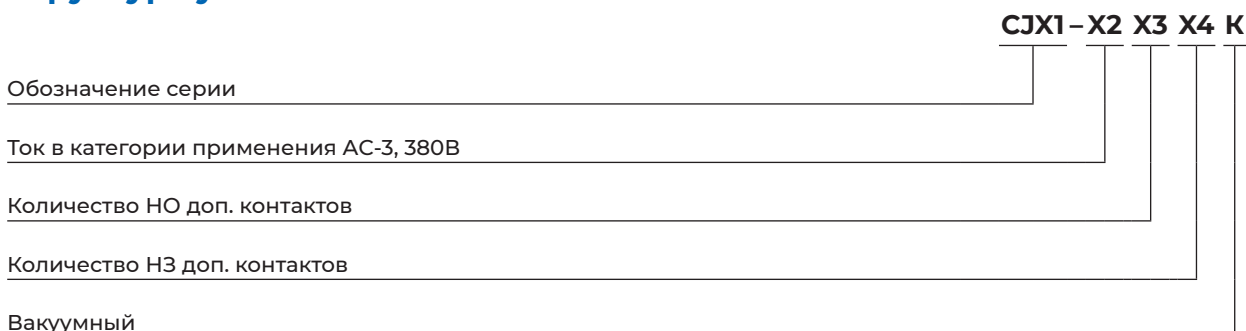 CJX1 – X2 X3 X4 К
Обозначение серии
Ток в категории применения АС-3, 380В
Количество НО доп. контактов
Количество НЗ доп. контактов
Вакуумный